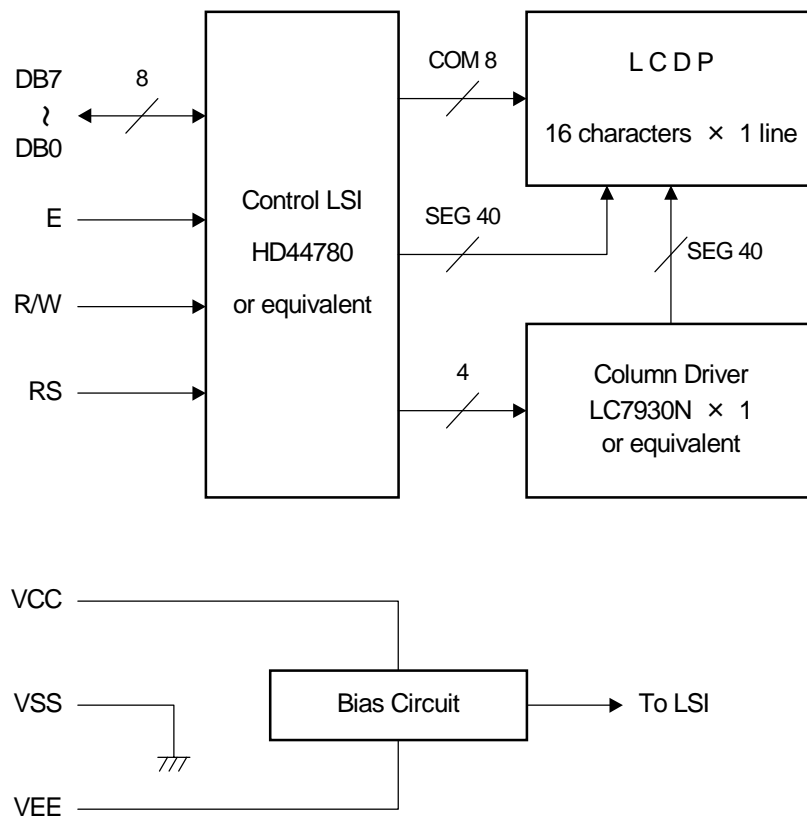 DB7
~
DB0
8
E
R/W
RS
Control LSI
HD44780
or equivalent
COM 8
SEG 40
4
L C D P
16 characters × 1 line
SEG 40
Column Driver
LC7930N × 1
or equivalent
VCC
VSS
VEE
Bias Circuit
To LSI